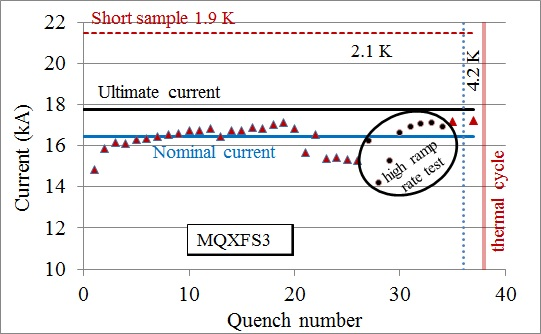 22
20
18
16
14
12
10
Current (kA)
Short sample 1.9 K
2.1 K
4.2 K
Ultimate current
Nominal current
high ramp
rate test
thermal cycle
MQXFS3
0
10
20
30
40
Quench number